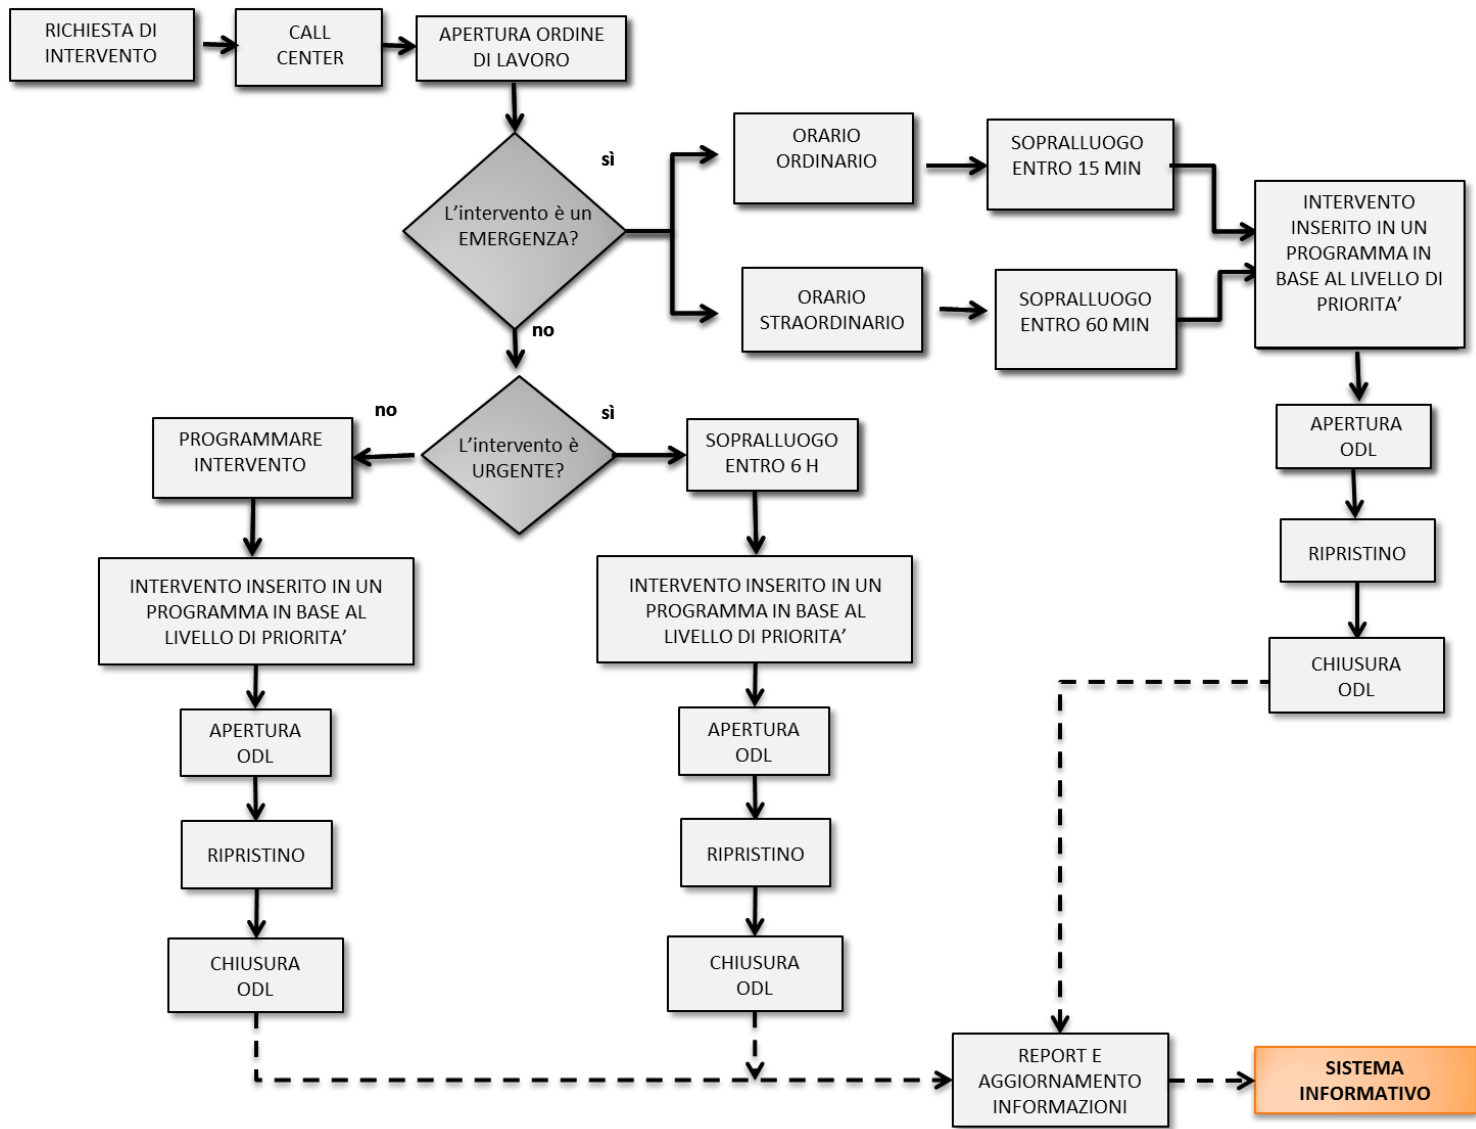 RICHIESTA DI
INTERVENTO
CALL
CENTER
APERTURA ORDINE
DI LAVORO
L'intervento è un
EMERGENZA?
sì
ORARIO
ORDINARIO
SOPRALLUOGO
ENTRO 15 MIN
ORARIO
STRAORDINARIO
SOPRALLUOGO
ENTRO 60 MIN
INTERVENTO
INSERITO IN UN
PROGRAMMA IN
BASE AL LIVELLO DI
PRIORITA'
APERTURA
ODL
RIPRISTINO
CHIUSURA
ODL
no
L'intervento è
URGENTE?
no
PROGRAMMARE
INTERVENTO
INTERVENTO INSERITO IN UN
PROGRAMMA IN BASE AL
LIVELLO DI PRIORITA'
APERTURA
ODL
RIPRISTINO
CHIUSURA
ODL
sì
SOPRALLUOGO
ENTRO 6 H
INTERVENTO INSERITO IN UN
PROGRAMMA IN BASE AL
LIVELLO DI PRIORITA'
APERTURA
ODL
RIPRISTINO
CHIUSURA
ODL
REPORT E
AGGIORNAMENTO
INFORMAZIONI
SISTEMA
INFORMATIVO